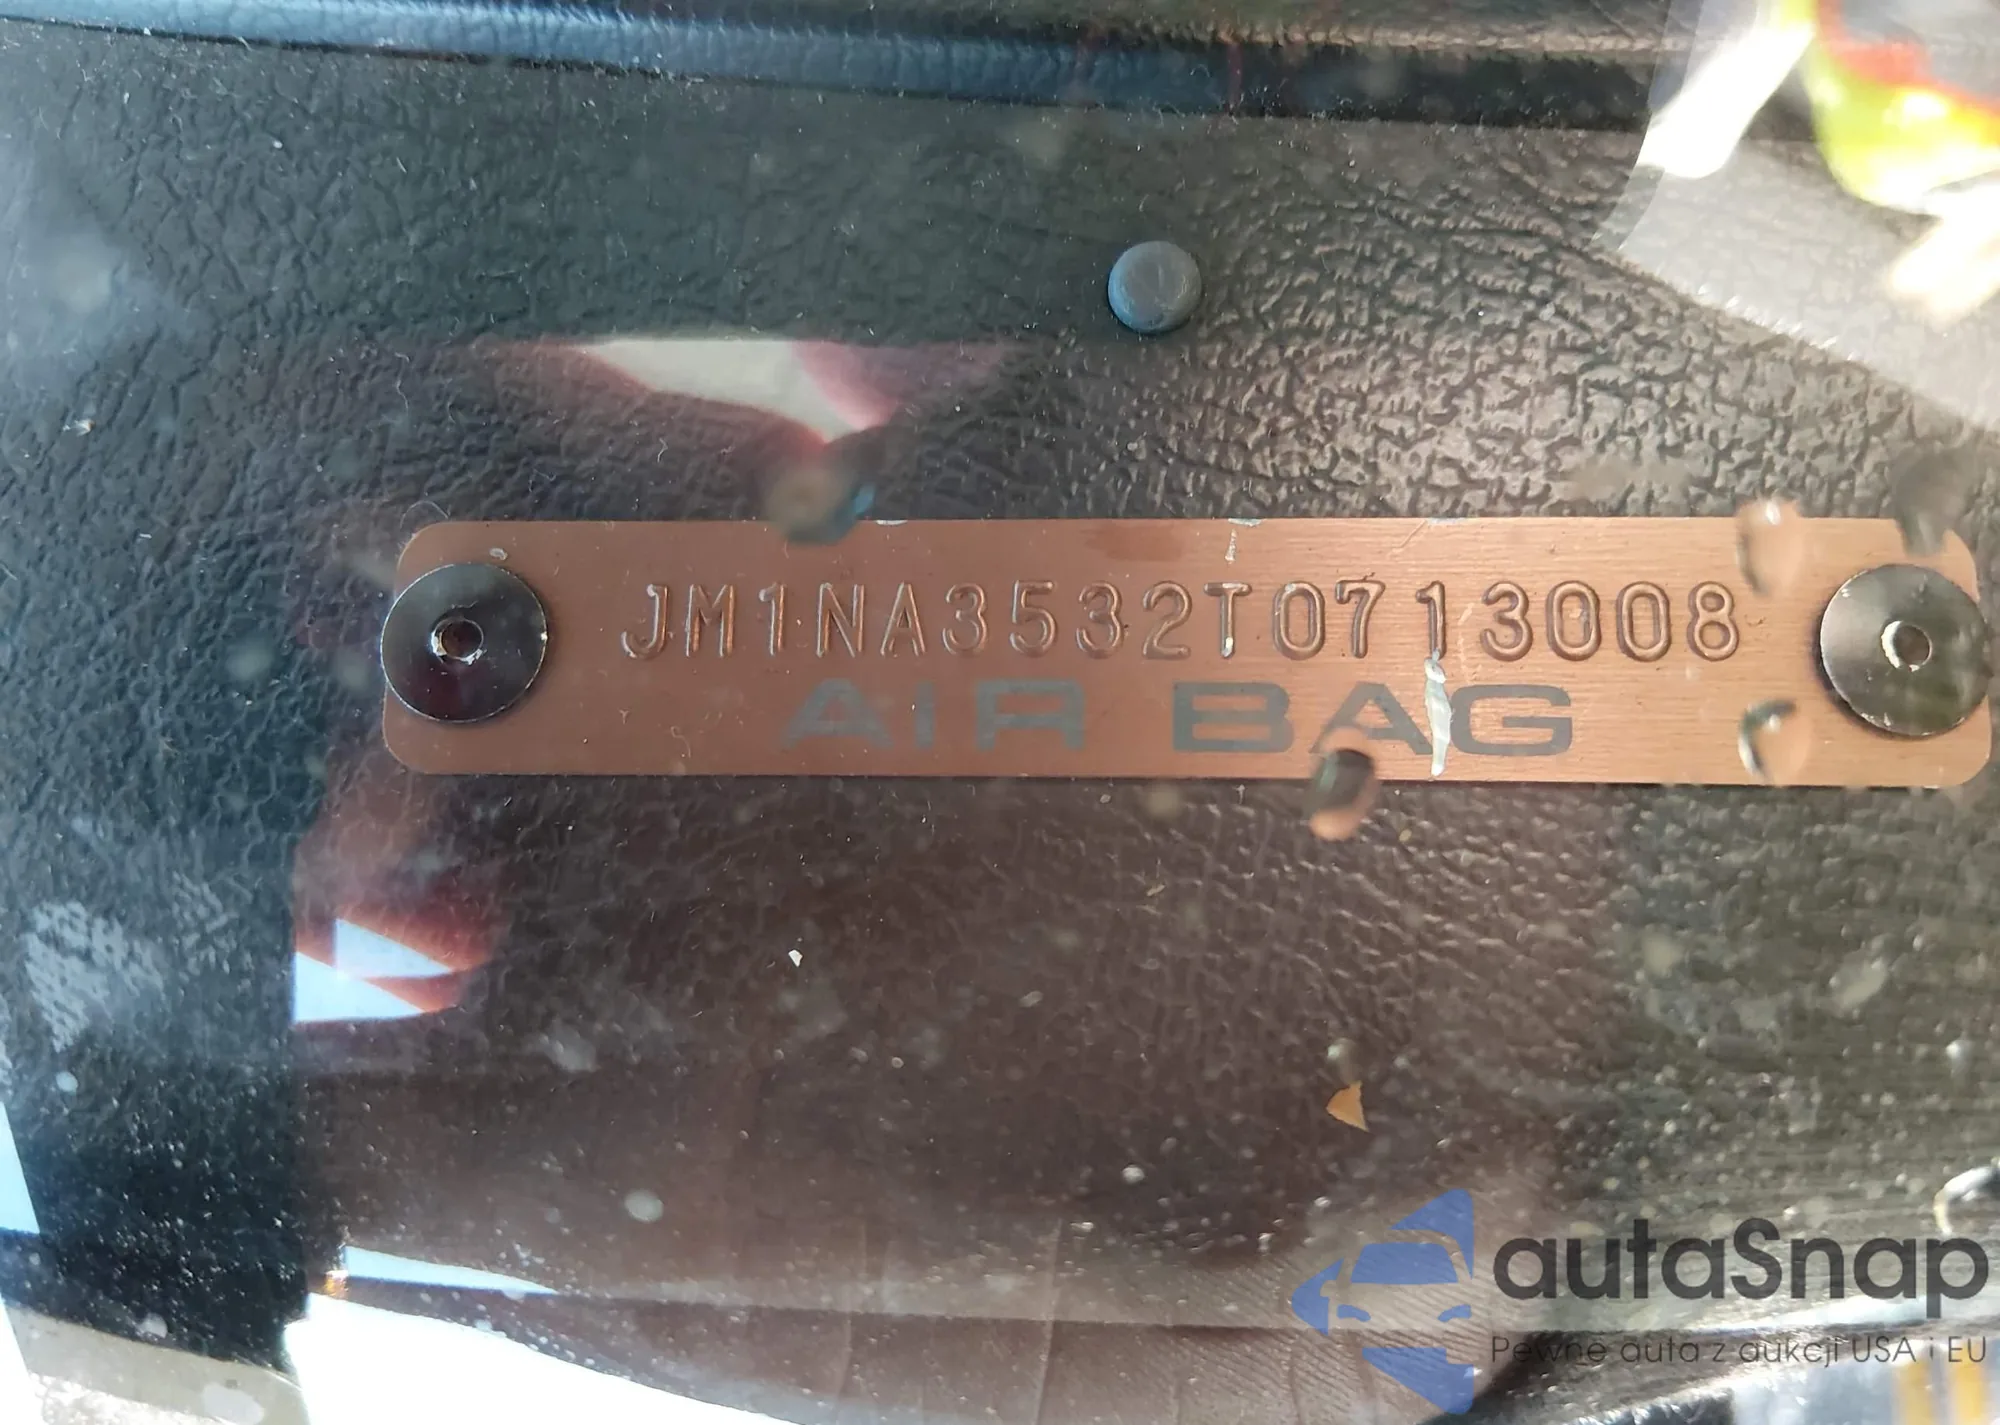 JM1NA3532T0713008
AIR BAG
autaSnap
Pewne auta z aukcji USA i EU